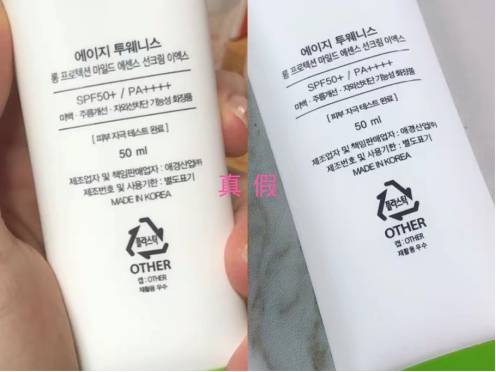 에이지 투웨니스
롱 프로텍션 마일드 에센스 선크림 이엑스
SPF50+ / PA++++
미백 · 주름개선 · 자외선차단 기능성 화장품
[ 피부 자극 테스트 완료 ]
50 ml
제조업자 및 책임판매업자 : 애경산업㈜
제조번호 및 사용기한 : 별도표기
MADE IN KOREA
플라스틱
OTHER
캡 : OTHER
재활용 우수
真 假
에이지 투웨니스
롱 프로텍션 마일드 에센스 선크림 이엑스
SPF50+ / PA++++
미백 · 주름개선 · 자외선차단 기능성 화장품
[ 피부 자극 테스트 완료 ]
50 ml
제조업자 및 책임판매업자 : 애경산업㈜
제조번호 및 사용기한 : 별도표기
MADE IN KOREA
플라스틱
OTHER
캡 : OTHER
재활용 우수